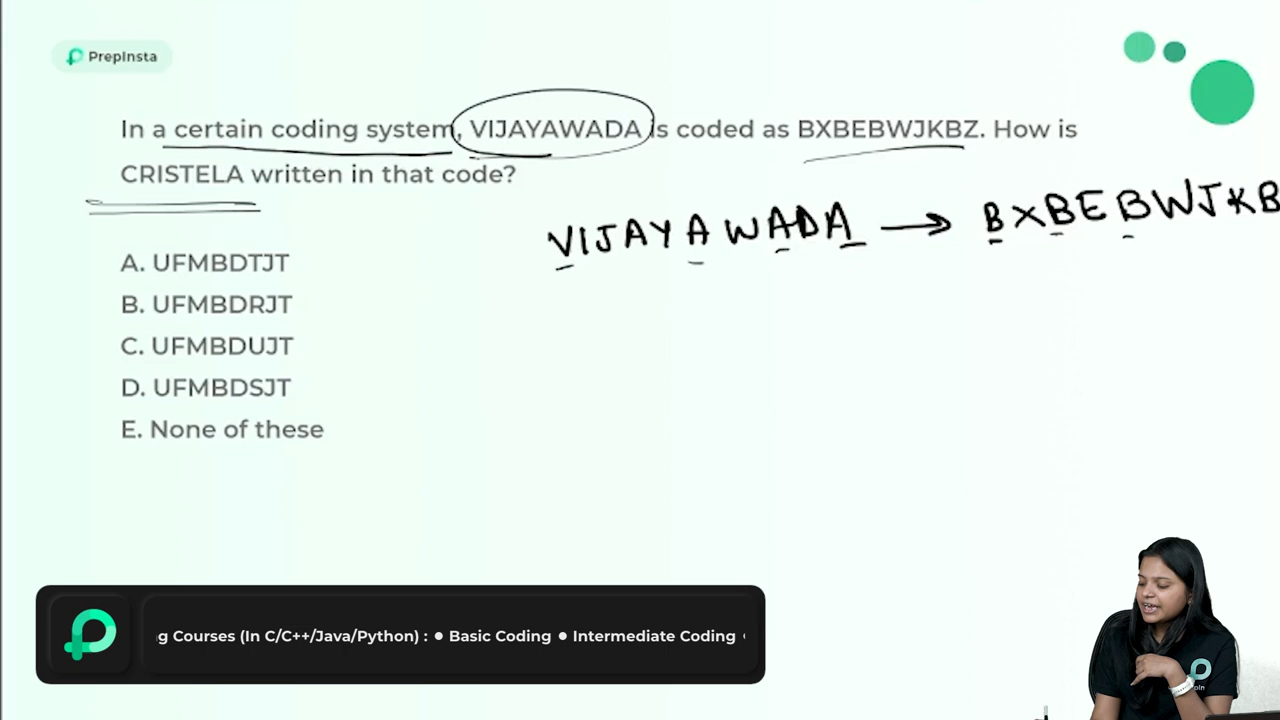 PrepInsta
In a certain coding system, VIJAYAWADA is coded as BXBEBWJKBZ. How is
CRISTELA written in that code?
VIJAYAWADA → BXBEBWJKB
A. UFMBDTJT
B. UFMBDRJT
C. UFMBDUJT
D. UFMBDSJT
E. None of these
g Courses (In C/C++/Java/Python) : ● Basic Coding ● Intermediate Coding